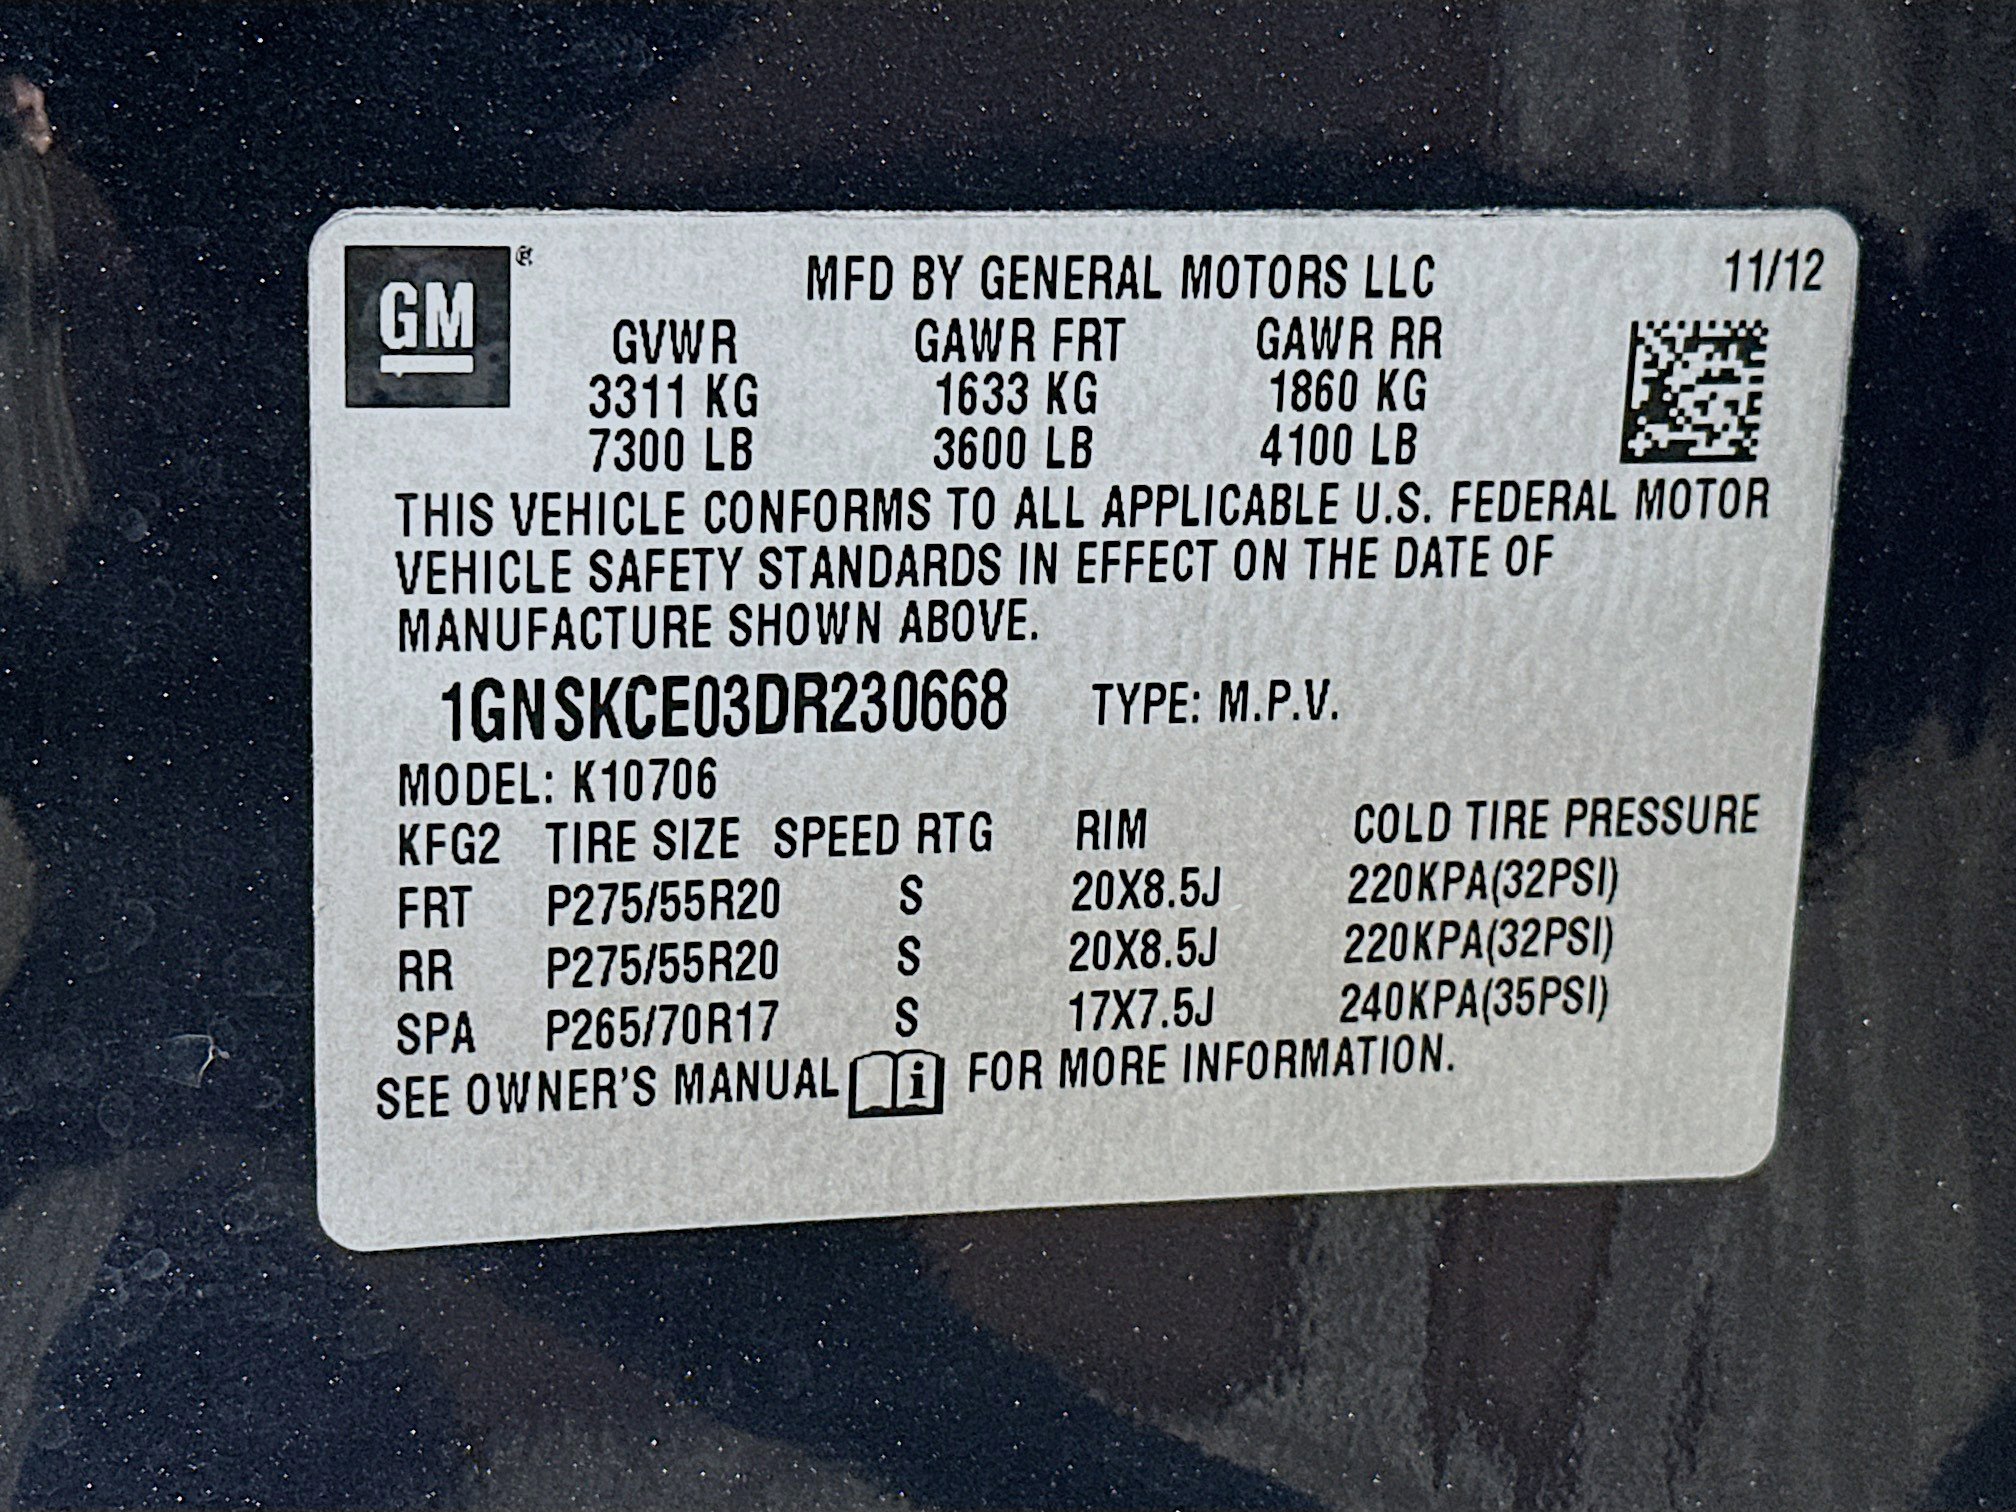 GM ®
MFD BY GENERAL MOTORS LLC 11/12
GVWR GAWR FRT GAWR RR
3311 KG 1633 KG 1860 KG
7300 LB 3600 LB 4100 LB
THIS VEHICLE CONFORMS TO ALL APPLICABLE U.S. FEDERAL MOTOR
VEHICLE SAFETY STANDARDS IN EFFECT ON THE DATE OF
MANUFACTURE SHOWN ABOVE.
1GNSKCE03DR230668 TYPE: M.P.V.
MODEL: K10706
KFG2 TIRE SIZE SPEED RTG RIM COLD TIRE PRESSURE
FRT P275/55R20 S 20X8.5J 220KPA(32PSI)
RR P275/55R20 S 20X8.5J 220KPA(32PSI)
SPA P265/70R17 S 17X7.5J 240KPA(35PSI)
SEE OWNER'S MANUAL i FOR MORE INFORMATION.